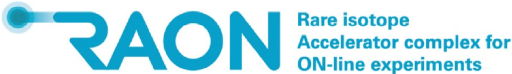 RAON
Rare isotope
Accelerator complex for
ON-line experiments